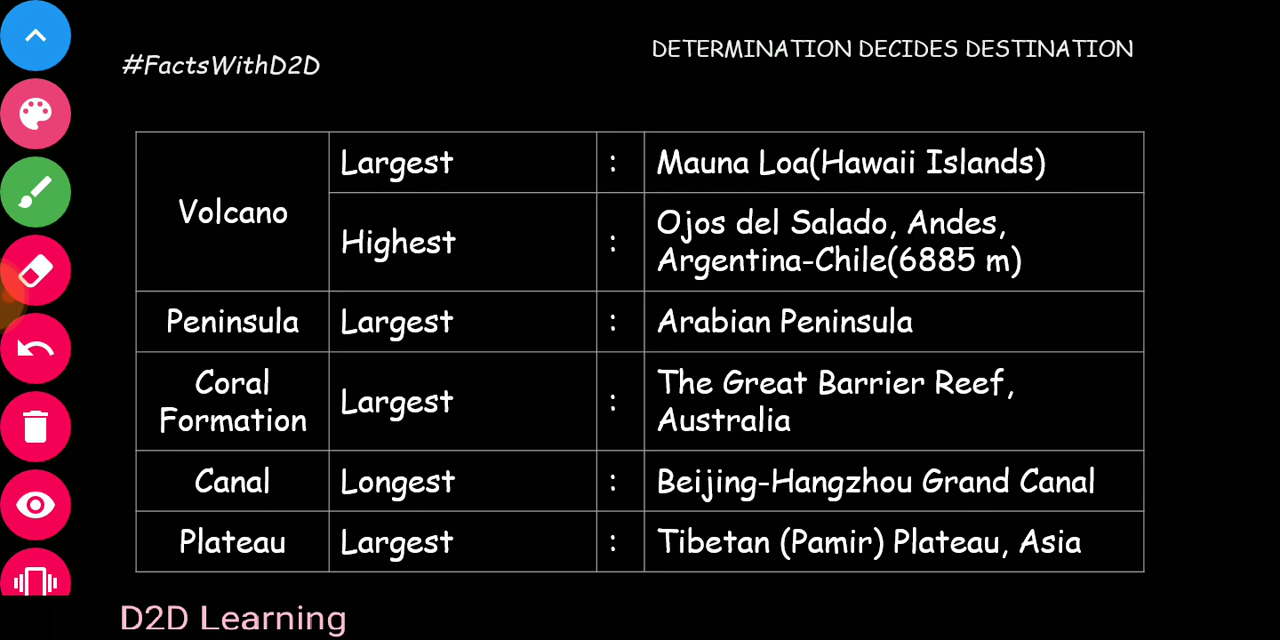 #FactsWithD2D
DETERMINATION DECIDES DESTINATION
Volcano
Largest : Mauna Loa(Hawaii Islands)
Highest : Ojos del Salado, Andes,
Argentina-Chile(6885 m)
Peninsula Largest : Arabian Peninsula
Coral
Formation
Largest : The Great Barrier Reef,
Australia
Canal Longest : Beijing-Hangzhou Grand Canal
Plateau Largest : Tibetan (Pamir) Plateau, Asia
D2D Learning